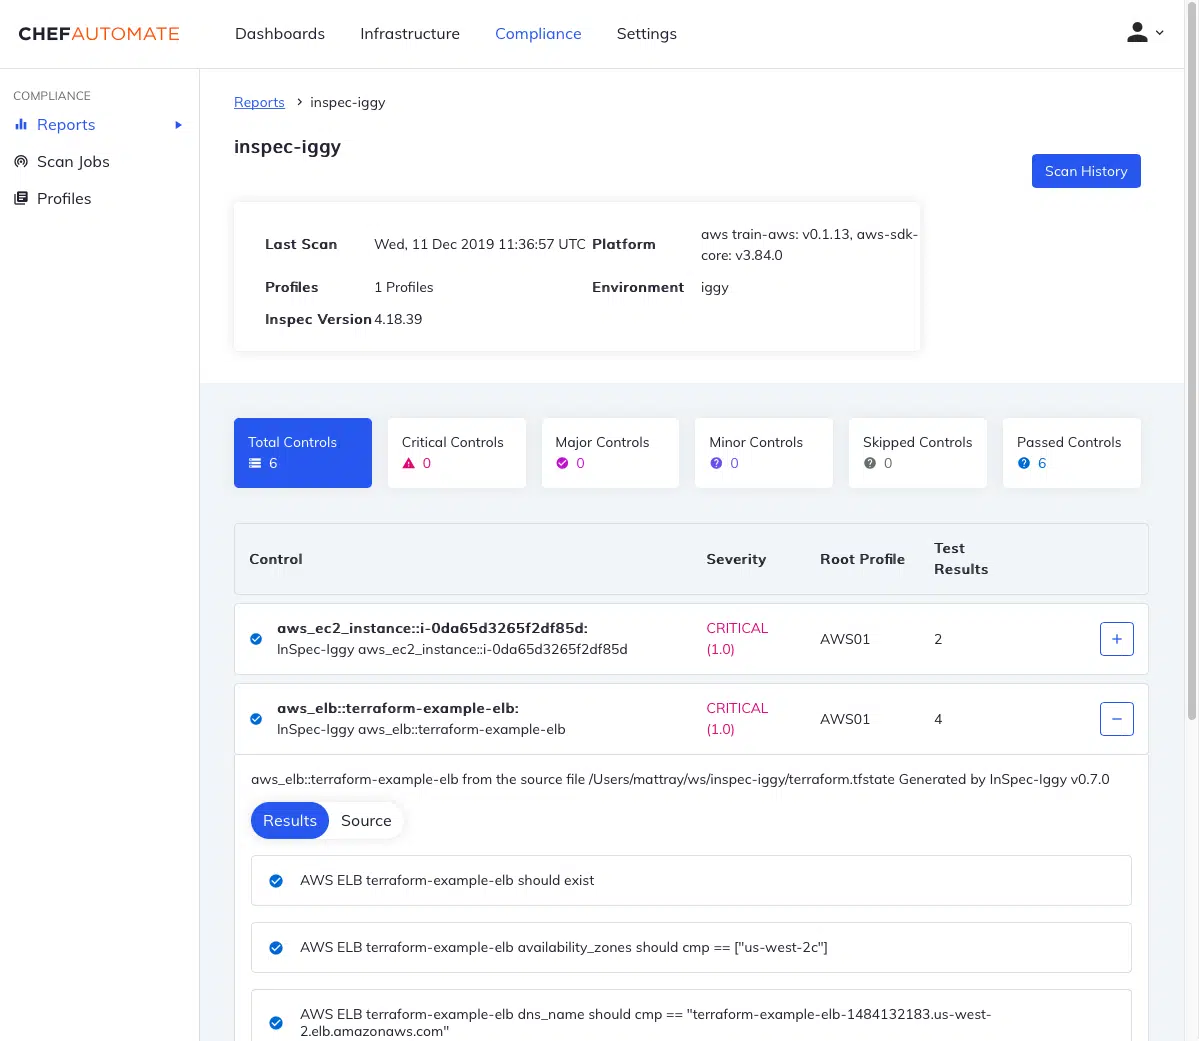 CHEFAUTOMATE
Dashboards
Infrastructure
Compliance
Settings
COMPLIANCE
Reports
Scan Jobs
Profiles
Reports inspec-iggy
inspec-iggy
Scan History
Last Scan Wed, 11 Dec 2019 11:36:57 UTC
Platform aws train-aws: v0.1.13, aws-sdk-
core: v3.84.0
Profiles 1 Profiles
Environment iggy
Inspec Version 4.18.39
Total Controls
6
Critical Controls
0
Major Controls
0
Minor Controls
0
Skipped Controls
0
Passed Controls
6
Control
Severity
Root Profile
Test
Results
aws_ec2_instance::i-0da65d3265f2df85d:
InSpec-Iggy aws_ec2_instance::i-0da65d3265f2df85d
CRITICAL
(1.0)
AWS01
2
+
aws_elb::terraform-example-elb:
InSpec-Iggy aws_elb::terraform-example-elb
CRITICAL
(1.0)
AWS01
4
−
aws_elb::terraform-example-elb from the source file /Users/mattray/ws/inspec-iggy/terraform.tfstate Generated by InSpec-Iggy v0.7.0
Results
Source
AWS ELB terraform-example-elb should exist
AWS ELB terraform-example-elb availability_zones should cmp == ["us-west-2c"]
AWS ELB terraform-example-elb dns_name should cmp == "terraform-example-elb-1484132183.us-west-
2.elb.amazonaws.com"